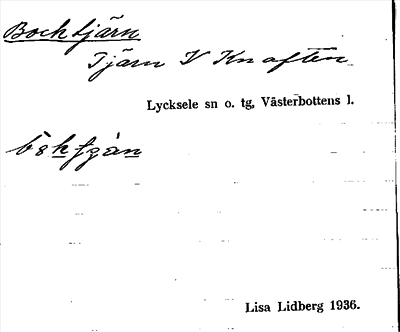 Bocktjärn
Tjärn V Knaften
Lycksele sn o. tg, Västerbottens l.
Lisa Lidberg 1936.